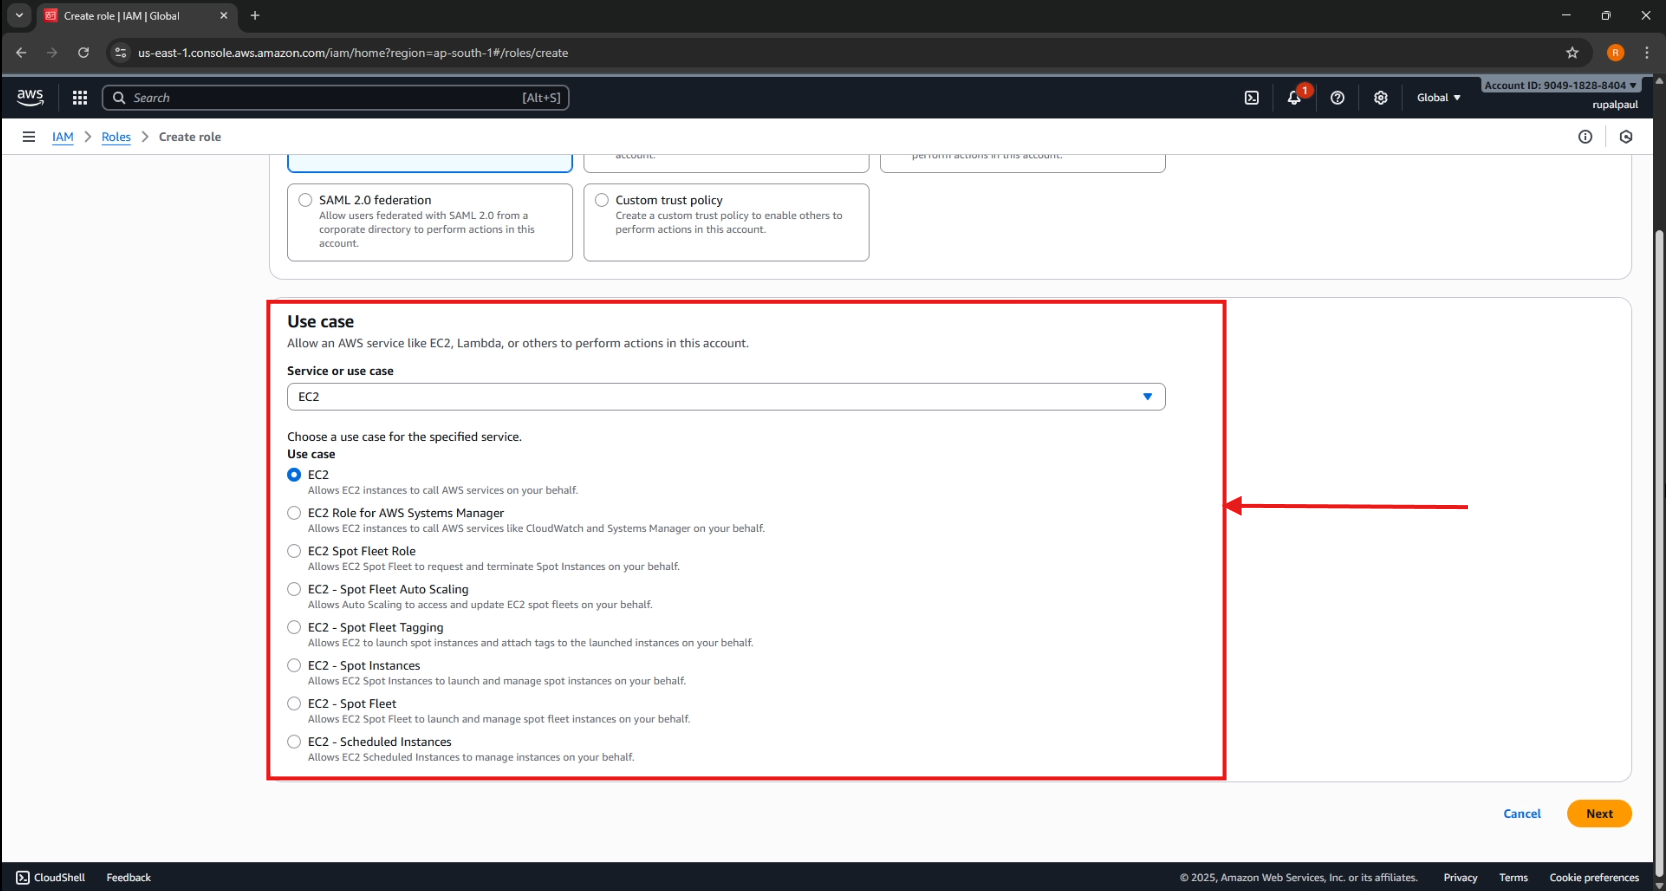 Create role | IAM | Global
us-east-1.console.aws.amazon.com/iam/home?region=ap-south-1#/roles/create
R
aws
Search
[Alt+S]
1
Global
Account ID: 9049-1828-8404
rupalpaul
IAM
Roles
Create role
account.
perform actions in this account.
SAML 2.0 federation
Allow users federated with SAML 2.0 from a
corporate directory to perform actions in this
account.
Custom trust policy
Create a custom trust policy to enable others to
perform actions in this account.
Use case
Allow an AWS service like EC2, Lambda, or others to perform actions in this account.
Service or use case
EC2
Choose a use case for the specified service.
Use case
EC2
Allows EC2 instances to call AWS services on your behalf.
EC2 Role for AWS Systems Manager
Allows EC2 instances to call AWS services like CloudWatch and Systems Manager on your behalf.
EC2 Spot Fleet Role
Allows EC2 Spot Fleet to request and terminate Spot Instances on your behalf.
EC2 - Spot Fleet Auto Scaling
Allows Auto Scaling to access and update EC2 spot fleets on your behalf.
EC2 - Spot Fleet Tagging
Allows EC2 to launch spot instances and attach tags to the launched instances on your behalf.
EC2 - Spot Instances
Allows EC2 Spot Instances to launch and manage spot instances on your behalf.
EC2 - Spot Fleet
Allows EC2 Spot Fleet to launch and manage spot fleet instances on your behalf.
EC2 - Scheduled Instances
Allows EC2 Scheduled Instances to manage instances on your behalf.
Cancel
Next
CloudShell
Feedback
© 2025, Amazon Web Services, Inc. or its affiliates.
Privacy
Terms
Cookie preferences